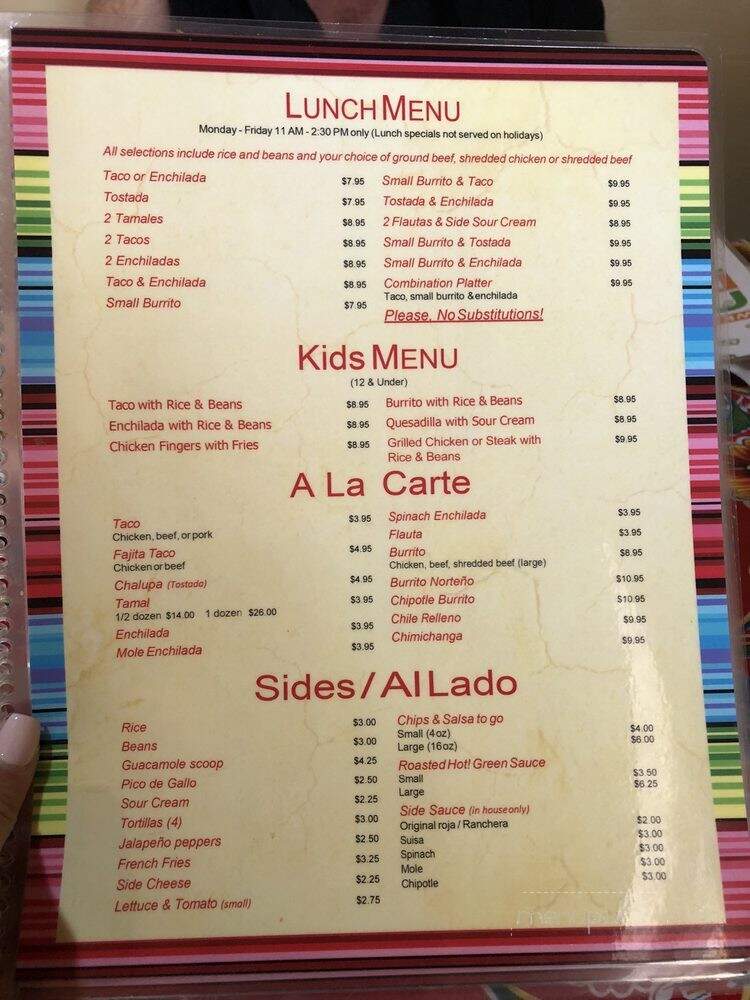 LUNCH MENU
Monday - Friday 11 AM - 2:30 PM only (Lunch specials not served on holidays)
All selections include rice and beans and your choice of ground beef, shredded chicken or shredded beef
Taco or Enchilada $7.95
Tostada $7.95
2 Tamales $8.95
2 Tacos $8.95
2 Enchiladas $8.95
Taco & Enchilada $8.95
Small Burrito $7.95
Small Burrito & Taco $9.95
Tostada & Enchilada $9.95
2 Flautas & Side Sour Cream $8.95
Small Burrito & Tostada $9.95
Small Burrito & Enchilada $9.95
Combination Platter $9.95
Taco, small burrito & enchilada
Please, No Substitutions!
Kids MENU
(12 & Under)
Taco with Rice & Beans $8.95
Enchilada with Rice & Beans $8.95
Chicken Fingers with Fries $8.95
Burrito with Rice & Beans $8.95
Quesadilla with Sour Cream $8.95
Grilled Chicken or Steak with $9.95
Rice & Beans
A La Carte
Taco $3.95
Chicken, beef, or pork
Fajita Taco $4.95
Chicken or beef
Chalupa (Tostada) $4.95
Tamal $3.95
1/2 dozen $14.00 1 dozen $26.00
Enchilada $3.95
Mole Enchilada $3.95
Spinach Enchilada $3.95
Flauta $3.95
Burrito $8.95
Chicken, beef, shredded beef (large)
Burrito Norteño $10.95
Chipotle Burrito $10.95
Chile Relleno $9.95
Chimichanga $9.95
Sides / Al Lado
Rice $3.00
Beans $3.00
Guacamole scoop $4.25
Pico de Gallo $2.50
Sour Cream $2.25
Tortillas (4) $3.00
Jalapeño peppers $2.50
French Fries $3.25
Side Cheese $2.25
Lettuce & Tomato (small) $2.75
Chips & Salsa to go
Small (4oz) $4.00
Large (16oz) $6.00
Roasted Hot! Green Sauce
Small $3.50
Large $6.25
Side Sauce (in house only)
Original roja / Ranchera $2.00
Suisa $3.00
Spinach $3.00
Mole $3.00
Chipotle $3.00